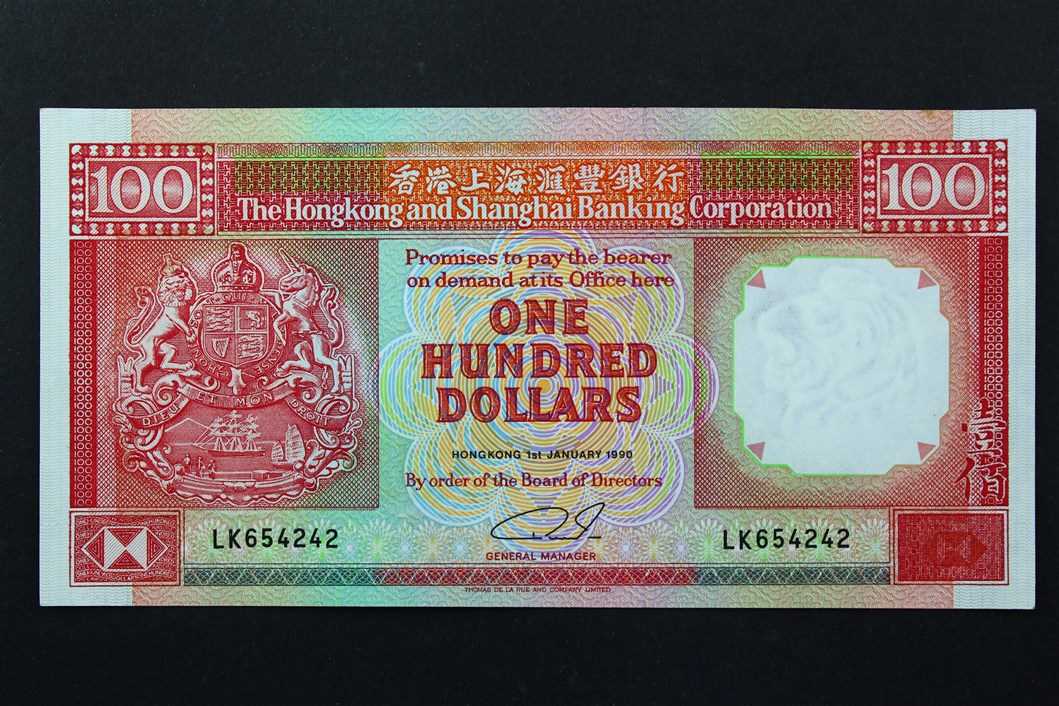 100
香港上海滙豐銀行
100
The Hongkong and Shanghai Banking Corporation
Promises to pay the bearer
on demand at its Office here
ONE
HUNDRED
DOLLARS
DIEU ET MON DROIT
HONGKONG 1st JANUARY 1990
By order of the Board of Directors
LK654242
LK654242
GENERAL MANAGER
THOMAS DE LA RUE AND COMPANY LIMITED